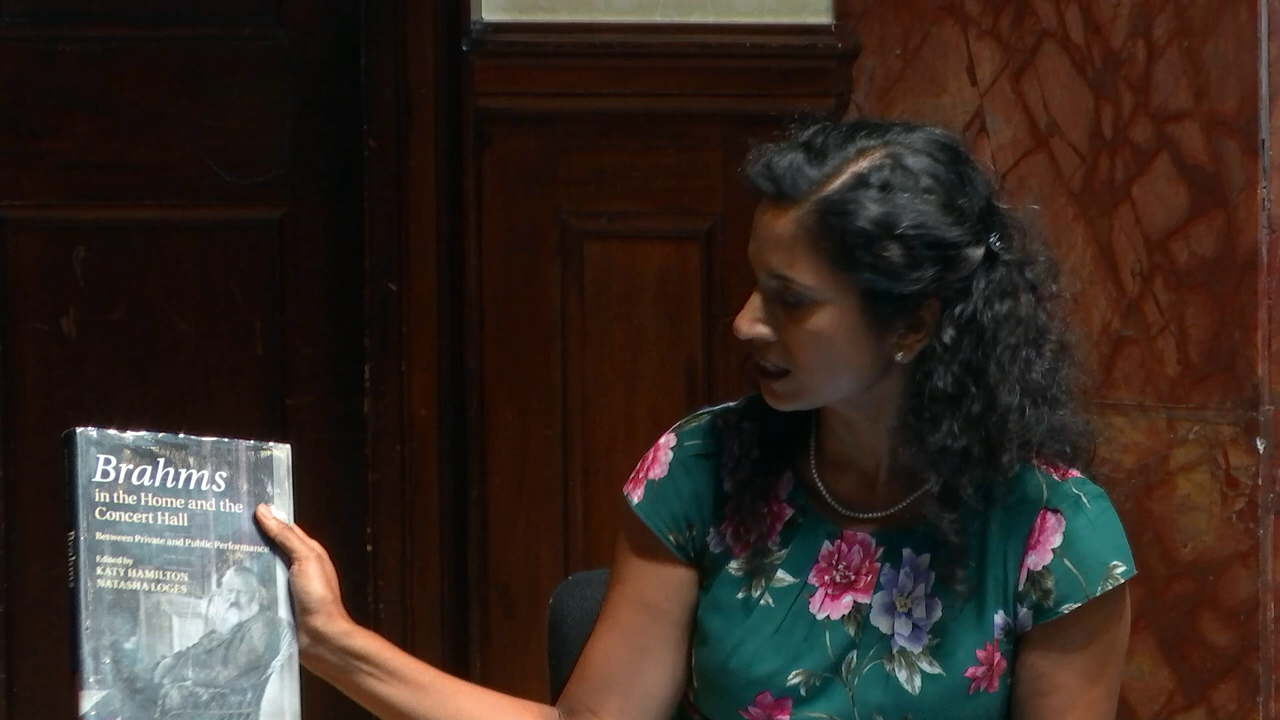 Brahms
in the Home and the
Concert Hall
Between Private and Public Performance
Edited by
KATY HAMILTON
NATASHA LOGES
Brahms